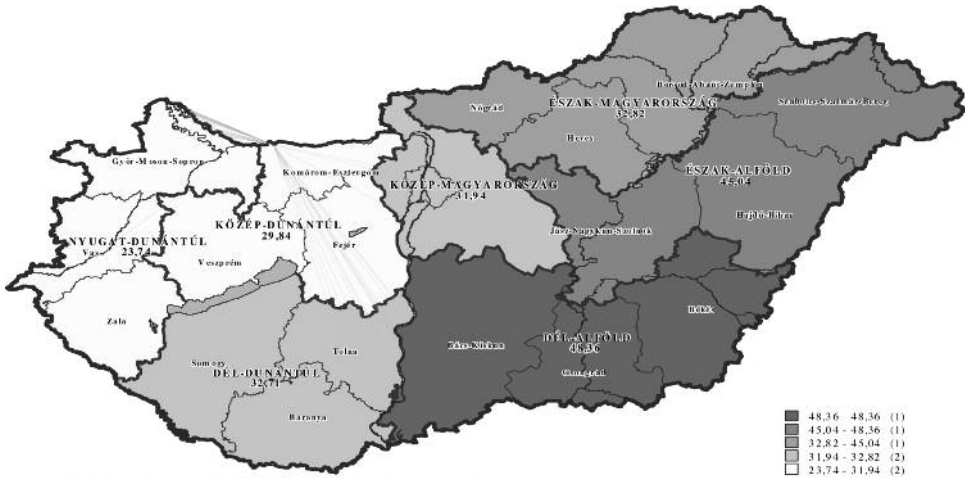 Borsod-Abaúj-Zemplén
Szabolcs-Szatmár-Bereg
Nógrád
ÉSZAK-MAGYARORSZÁG
32,82
Heves
Győr-Moson-Sopron
Komárom-Esztergom
KÖZÉP-MAGYARORSZÁG
31,94
ÉSZAK-ALFÖLD
45,04
Hajdú-Bihar
KÖZÉP-DUNÁNTÚL
29,84
Jász-Nagykun-Szolnok
NYUGAT-DUNÁNTÚL
23,74
Vas
Fejér
Veszprém
Zala
Békés
Tolna
Bács-Kiskun
DÉL-ALFÖLD
48,36
Somogy
DÉL-DUNÁNTÚL
32,71
Csongrád
Baranya
48,36 - 48,36 (1)
45,04 - 48,36 (1)
32,82 - 45,04 (1)
31,94 - 32,82 (2)
23,74 - 31,94 (2)